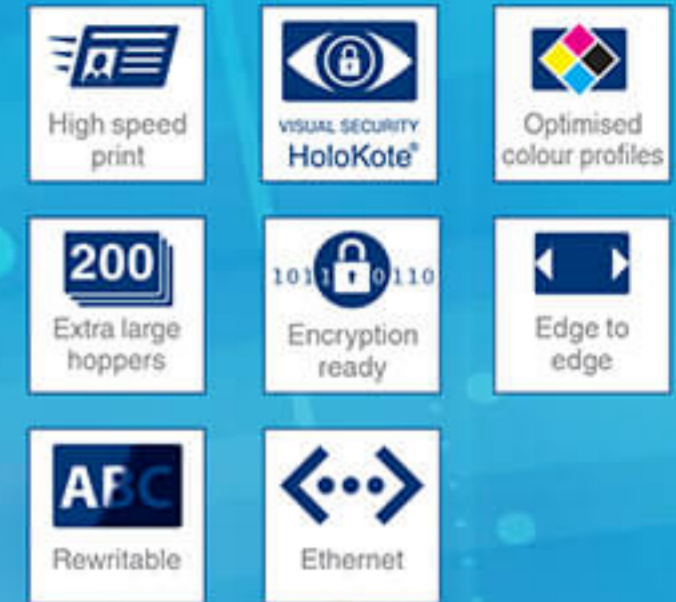 High speed
print
VISUAL SECURITY
HoloKote®
Optimised
colour profiles
200
Extra large
hoppers
1011 0110
Encryption
ready
Edge to
edge
ABC
Rewritable
Ethernet